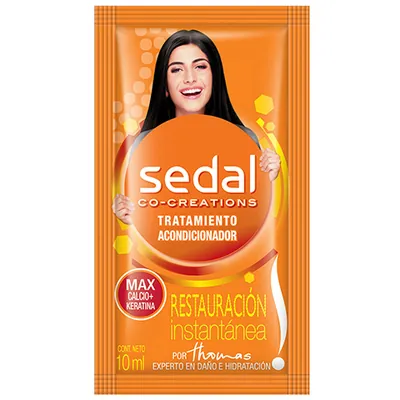 sedal
CO-CREATIONS
TRATAMIENTO
ACONDICIONADOR
MAX
CALCIO+
KERATINA
RESTAURACIÓN
instantánea
POR Thomas
EXPERTO EN DAÑO E HIDRATACIÓN
CONT. NETO
10 ml